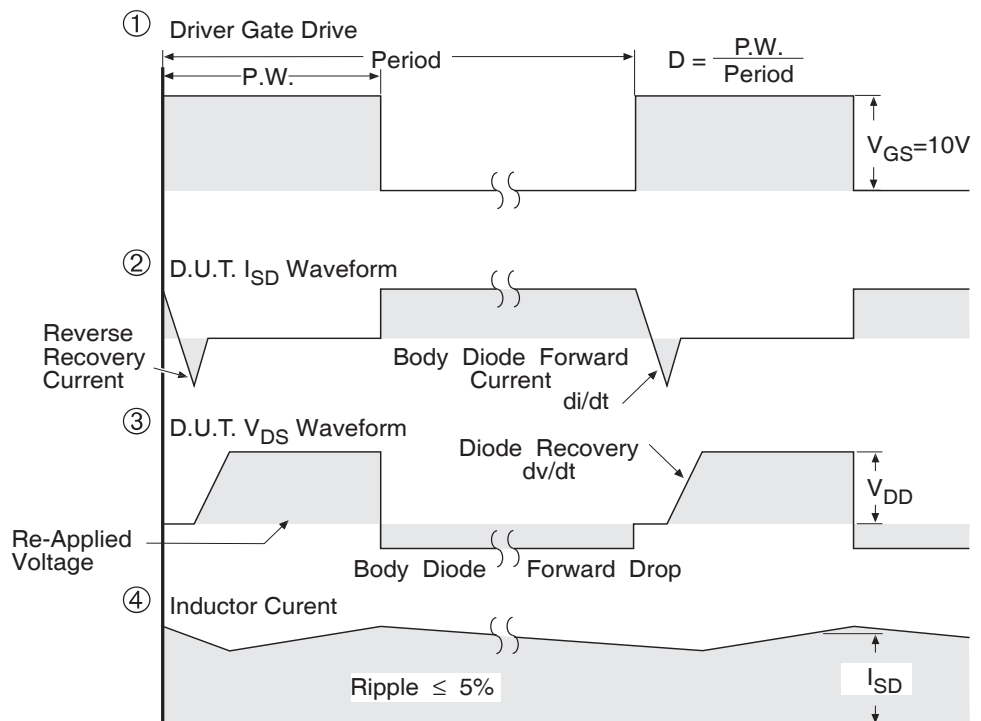 ① Driver Gate Drive
P.W.
Period
D = P.W.
Period
V_GS=10V
② D.U.T. I_SD Waveform
Reverse
Recovery
Current
Body Diode Forward
Current
di/dt
③ D.U.T. V_DS Waveform
Diode Recovery
dv/dt
V_DD
Re-Applied
Voltage
Body Diode Forward Drop
④ Inductor Curent
Ripple ≤ 5%
I_SD